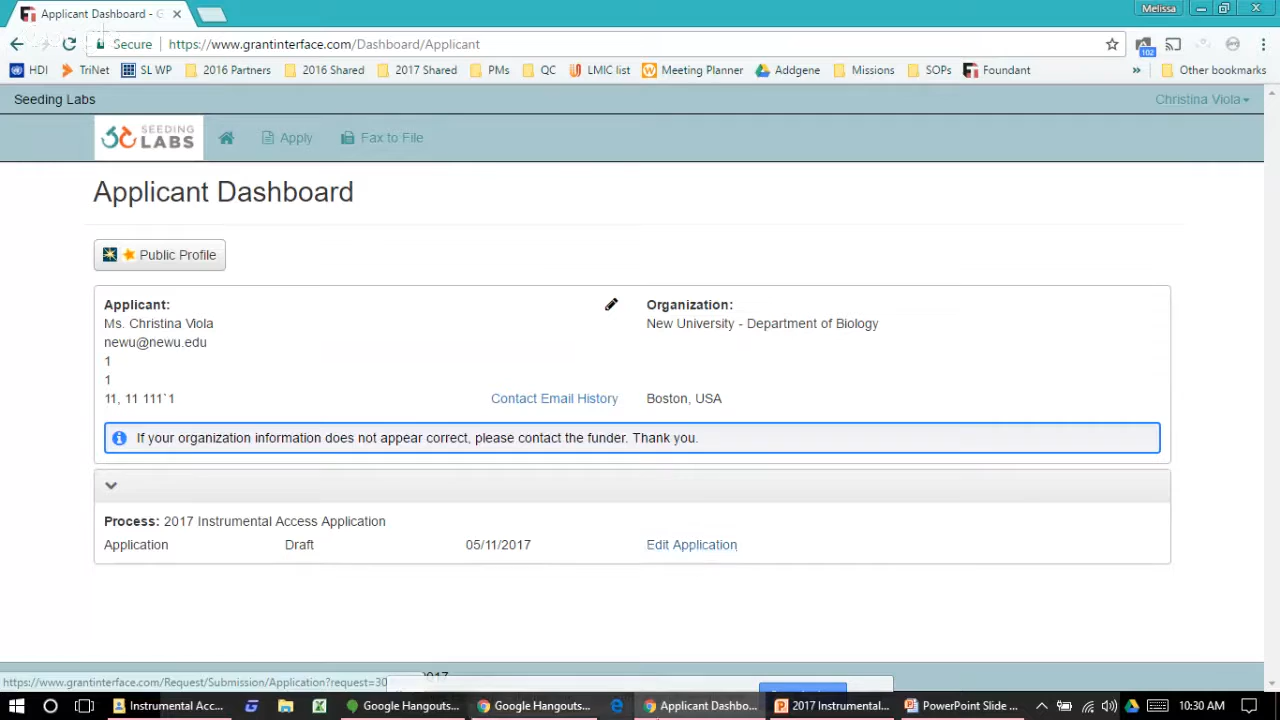 Applicant Dashboard - G
Melissa
Secure
https://www.grantinterface.com/Dashboard/Applicant
102
HDI
TriNet
SL WP
2016 Partners
2016 Shared
2017 Shared
PMs
QC
LMIC list
Meeting Planner
Addgene
Missions
SOPs
Foundant
»
Other bookmarks
Seeding Labs
Christina Viola
SEEDING
LABS
Apply
Fax to File
Applicant Dashboard
Public Profile
Applicant:
Ms. Christina Viola
newu@newu.edu
1
1
11, 11 111`1
Contact Email History
Organization:
New University - Department of Biology
Boston, USA
If your organization information does not appear correct, please contact the funder. Thank you.
Process: 2017 Instrumental Access Application
Application
Draft
05/11/2017
Edit Application
https://www.grantinterface.com/Request/Submission/Application?request=30
Instrumental Acc...
Google Hangouts...
Google Hangouts...
Applicant Dashbo...
2017 Instrumental...
PowerPoint Slide ...
10:30 AM